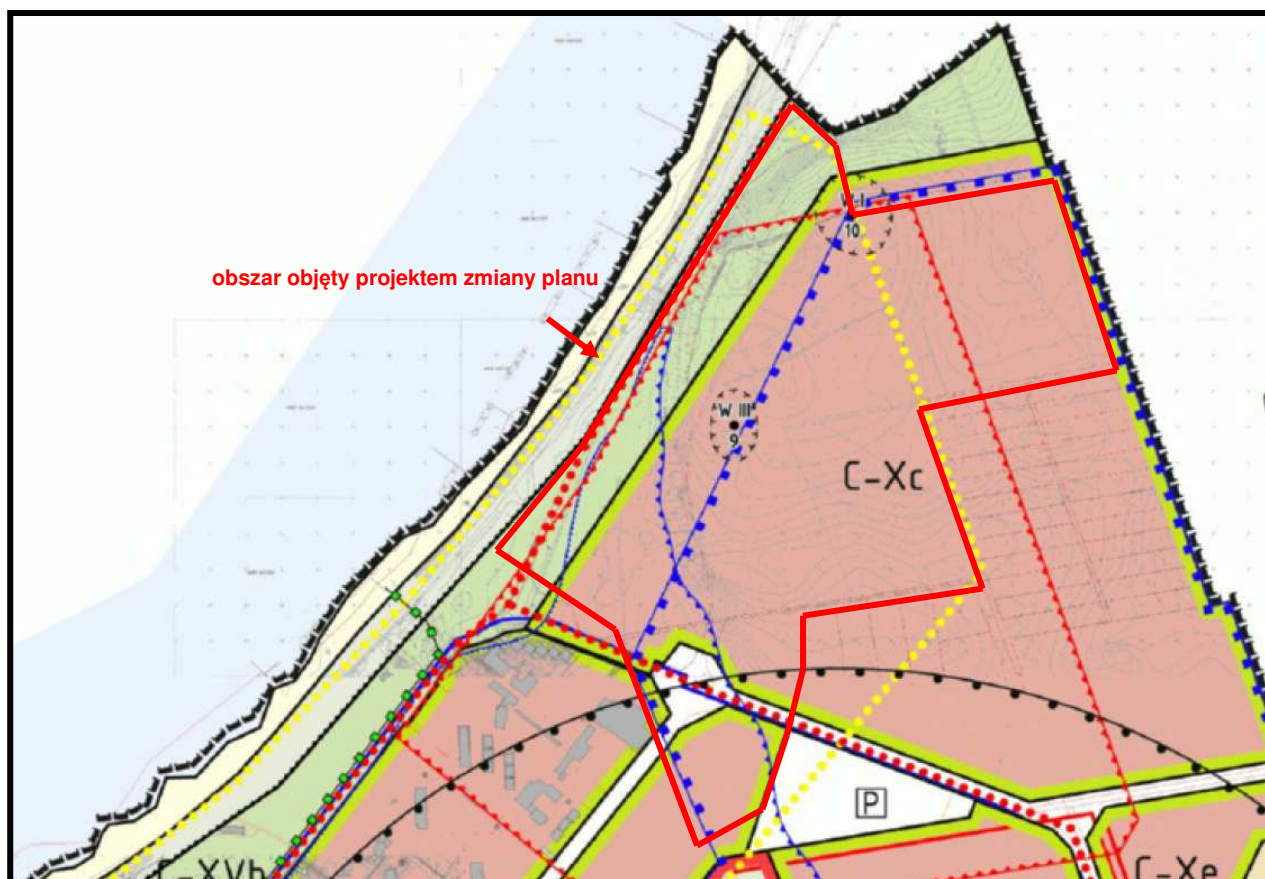 W-I
10
obszar objęty projektem zmiany planu
W III
9
C-Xc
P
C-XVb
C-Xe